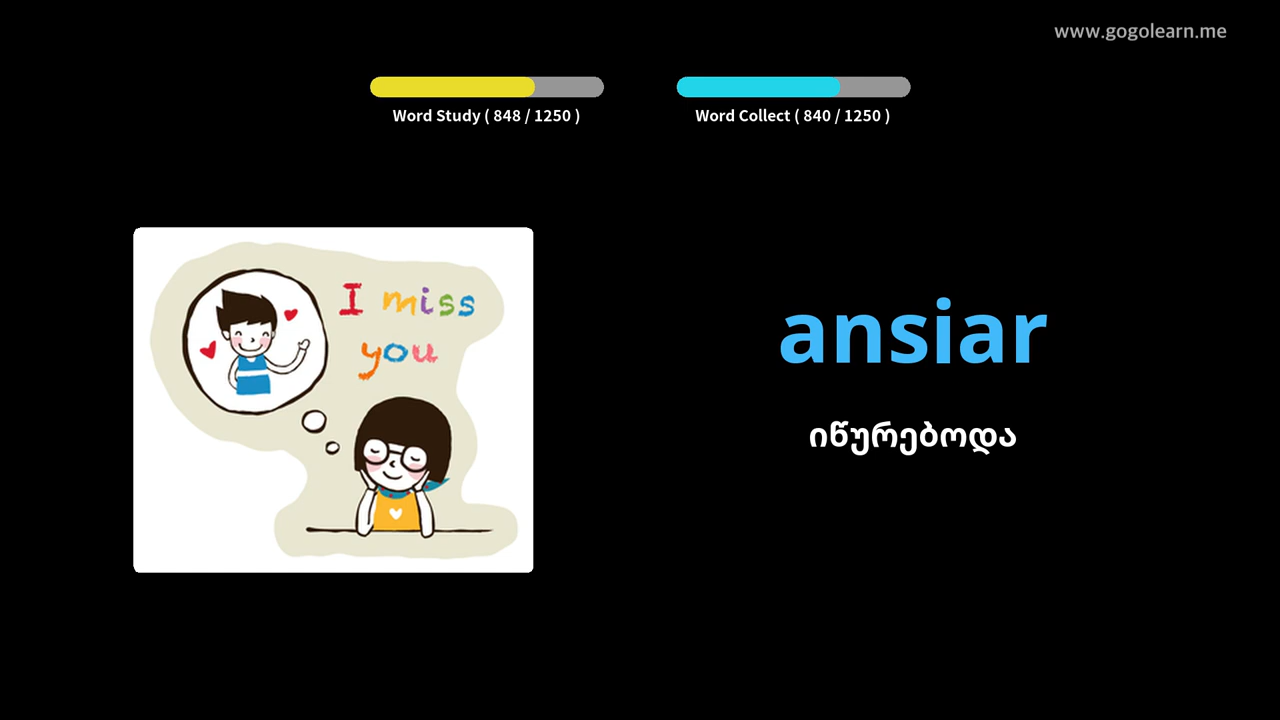 www.gogolearn.me
Word Study ( 848 / 1250 )
Word Collect ( 840 / 1250 )
I miss
you
ansiar
იწურებოდა